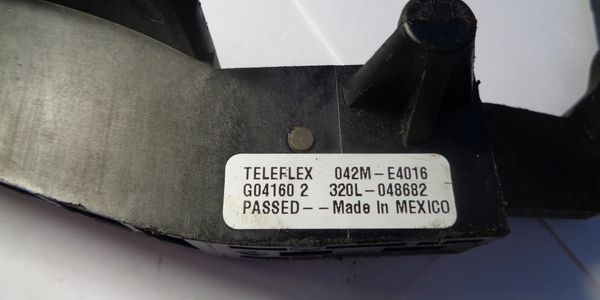 TELEFLEX 042M-E4016
G04160 2 320L-048682
PASSED--Made In MEXICO